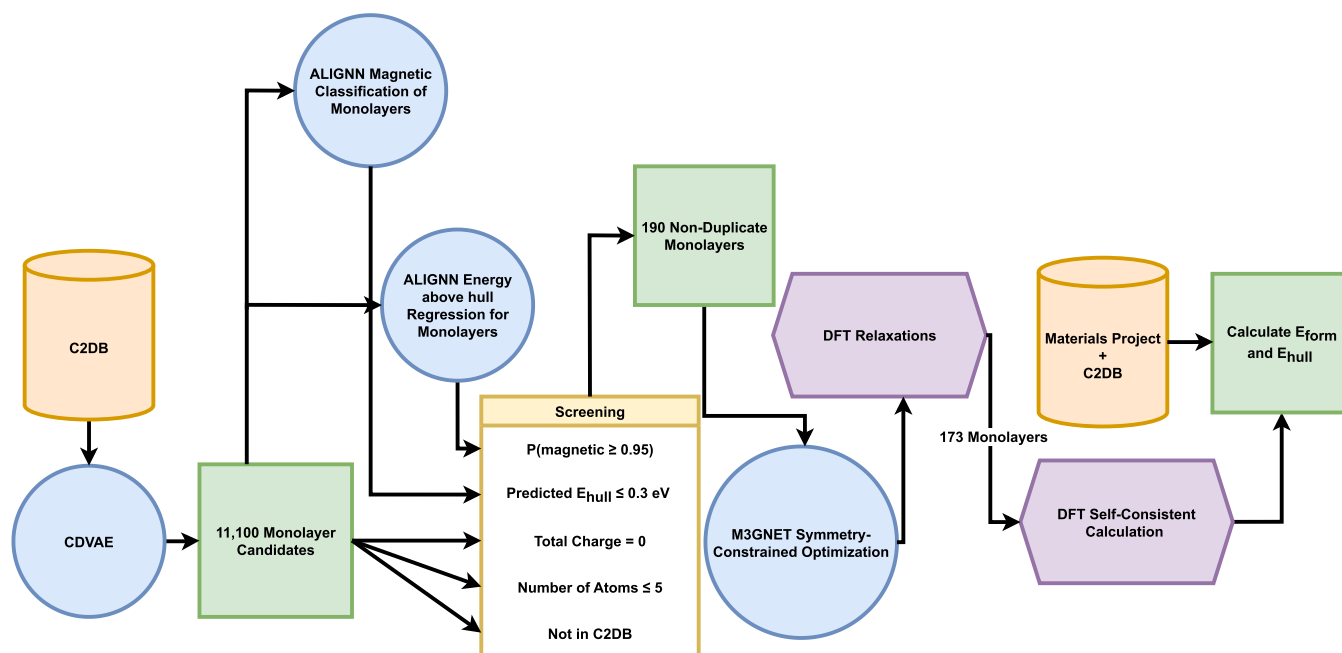 ALIGNN Magnetic
Classification of
Monolayers
190 Non-Duplicate
Monolayers
ALIGNN Energy
above hull
Regression for
Monolayers
C2DB
DFT Relaxations
Materials Project
+
C2DB
Calculate Eform
and Ehull
Screening
P(magnetic ≥ 0.95)
Predicted Ehull ≤ 0.3 eV
Total Charge = 0
Number of Atoms ≤ 5
Not in C2DB
173 Monolayers
CDVAE
11,100 Monolayer
Candidates
M3GNET Symmetry-
Constrained Optimization
DFT Self-Consistent
Calculation